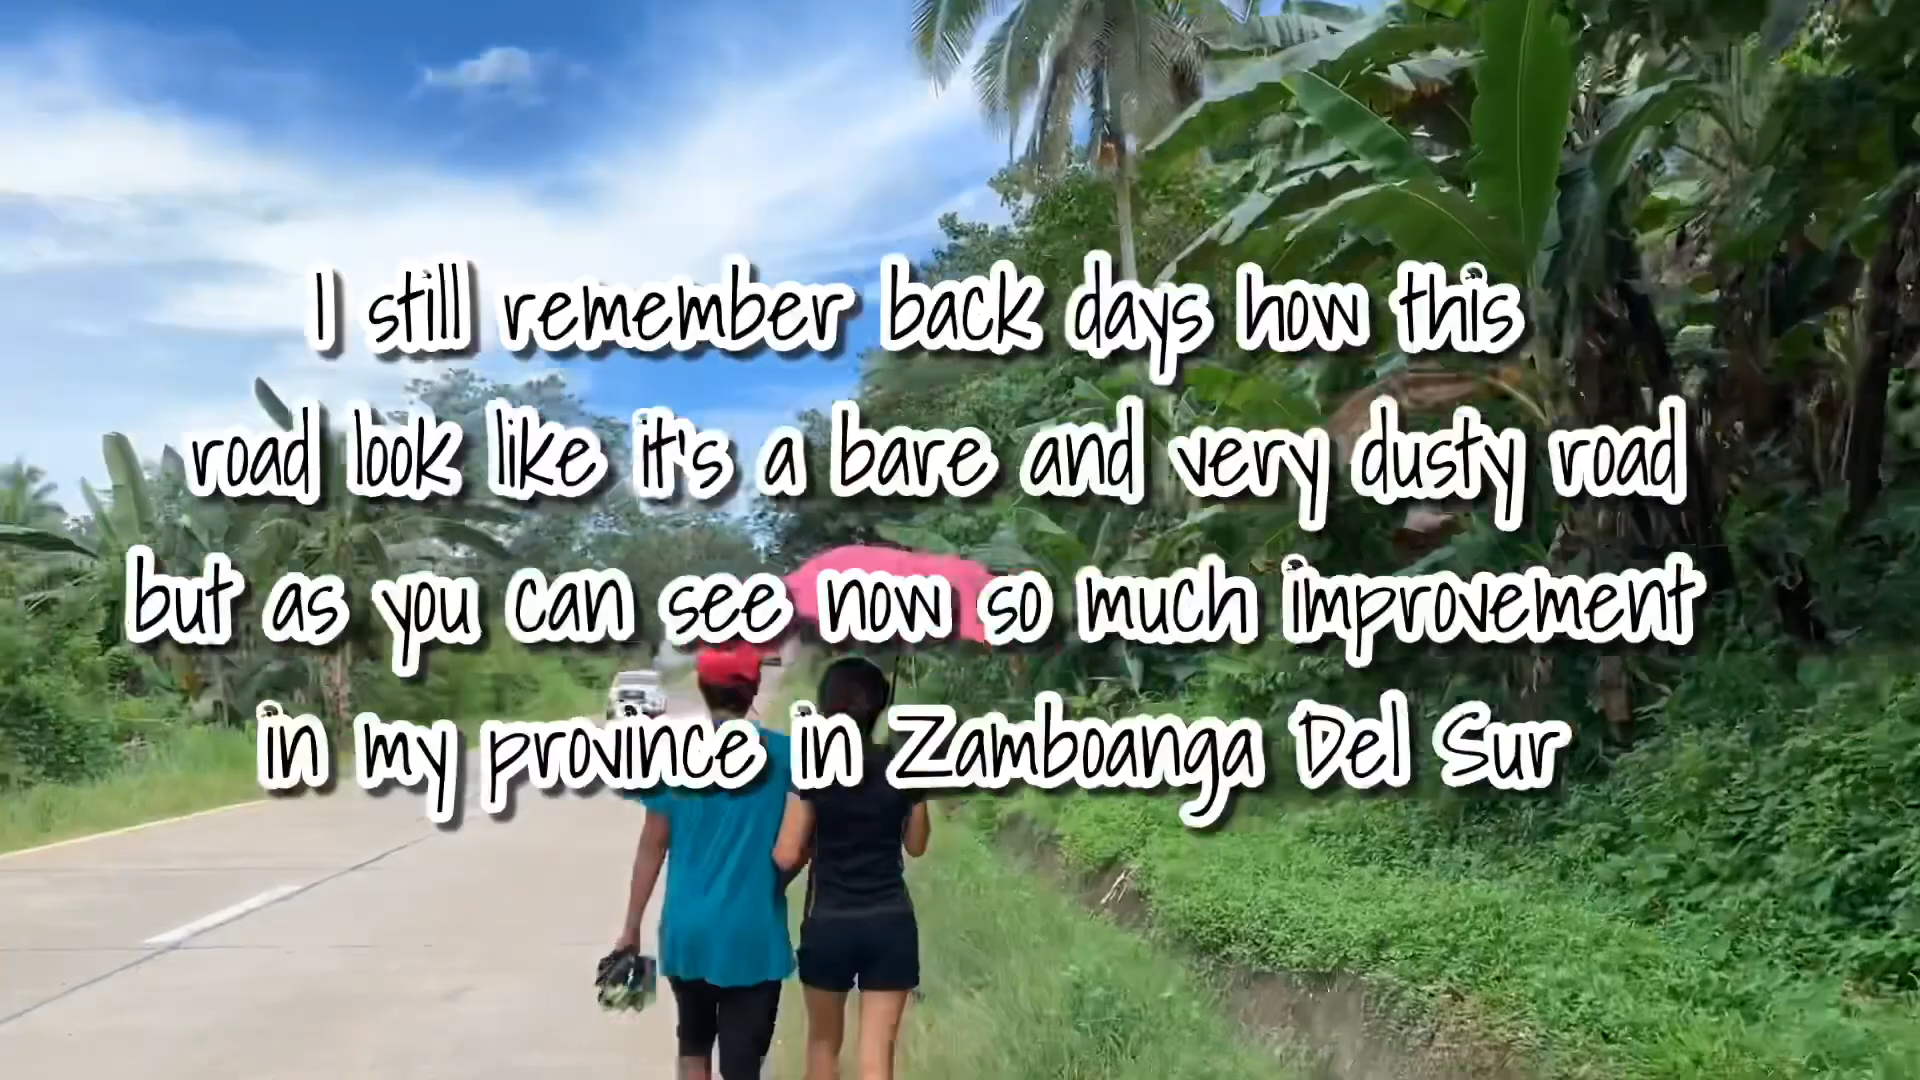 I still remember back days how this
road look like it's a bare and very dusty road
but as you can see now so much improvement
in my province in Zamboanga Del Sur